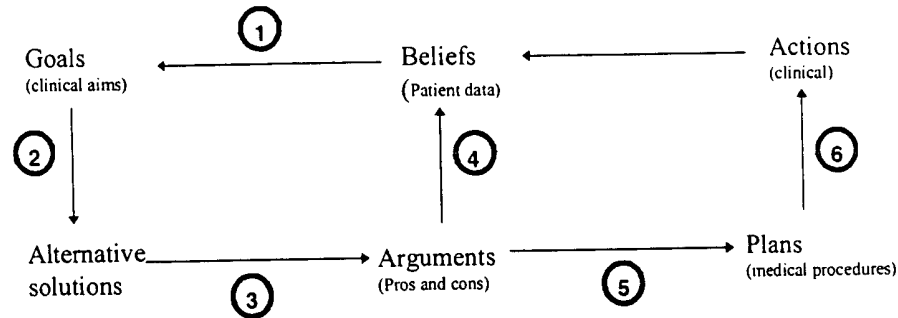 1
Goals
(clinical aims)
Beliefs
(Patient data)
Actions
(clinical)
2
4
6
Alternative
solutions
Arguments
(Pros and cons)
Plans
(medical procedures)
3
5